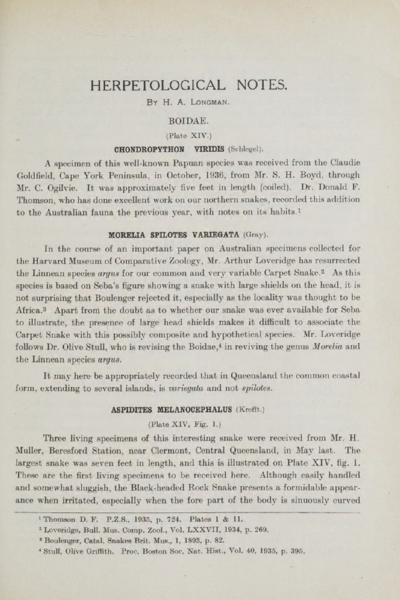 HERPETOLOGICAL NOTES.
By H. A. Longman.
BOIDAE.
(Plate XIV.)
CHONDROPYTHON VIRIDIS (Schlegel).
A specimen of this well-known Papuan species was received from the Claudie
Goldfield, Cape York Peninsula, in October, 1936, from Mr. S. H. Boyd, through
Mr. C. Ogilvie. It was approximately five feet in length (coiled). Dr. Donald F.
Thomson, who has done excellent work on our northern snakes, recorded this addition
to the Australian fauna the previous year, with notes on its habits.1
MORELIA SPILOTES VARIEGATA (Gray).
In the course of an important paper on Australian specimens collected for
the Harvard Museum of Comparative Zoology, Mr. Arthur Loveridge has resurrected
the Linnean species argus for our common and very variable Carpet Snake.2 As this
species is based on Seba's figure showing a snake with large shields on the head, it is
not surprising that Boulenger rejected it, especially as the locality was thought to be
Africa.3 Apart from the doubt as to whether our snake was ever available for Seba
to illustrate, the presence of large head shields makes it difficult to associate the
Carpet Snake with this possibly composite and hypothetical species. Mr. Loveridge
follows Dr. Olive Stull, who is revising the Boidae,4 in reviving the genus Morelia and
the Linnean species argus.
It may here be appropriately recorded that in Queensland the common coastal
form, extending to several islands, is variegata and not spilotes.
ASPIDITES MELANOCEPHALUS (Krefft.)
(Plate XIV, Fig. 1.)
Three living specimens of this interesting snake were received from Mr. H.
Muller, Beresford Station, near Clermont, Central Queensland, in May last. The
largest snake was seven feet in length, and this is illustrated on Plate XIV, fig. 1.
These are the first living specimens to be received here. Although easily handled
and somewhat sluggish, the Black-headed Rock Snake presents a formidable appear-
ance when irritated, especially when the fore part of the body is sinuously curved
1 Thomson D. F. P.Z.S., 1935, p. 724. Plates 1 & 11.
2 Loveridge, Bull. Mus. Comp. Zool., Vol. LXXVII, 1934, p. 269.
3 Boulenger, Catal. Snakes Brit. Mus., 1, 1893, p. 82.
4 Stull, Olive Griffith. Proc. Boston Soc. Nat. Hist., Vol. 40, 1935, p. 395.